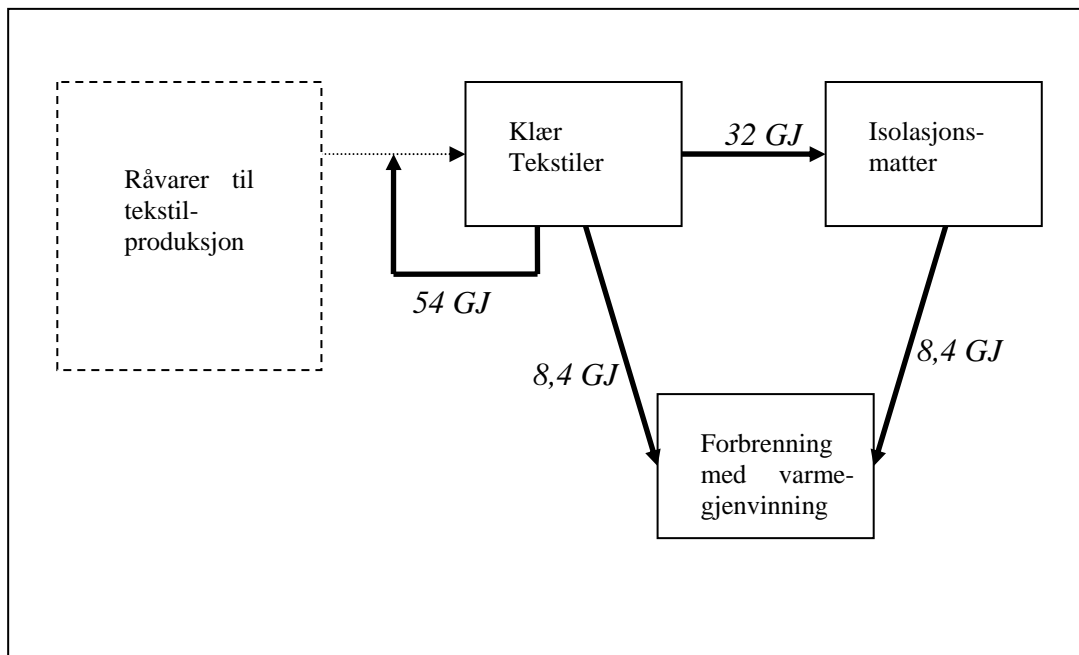 Råvarer til
tekstil-
produksjon
Klær
Tekstiler
32 GJ
Isolasjons-
matter
54 GJ
8,4 GJ
8,4 GJ
Forbrenning
med varme-
gjenvinning